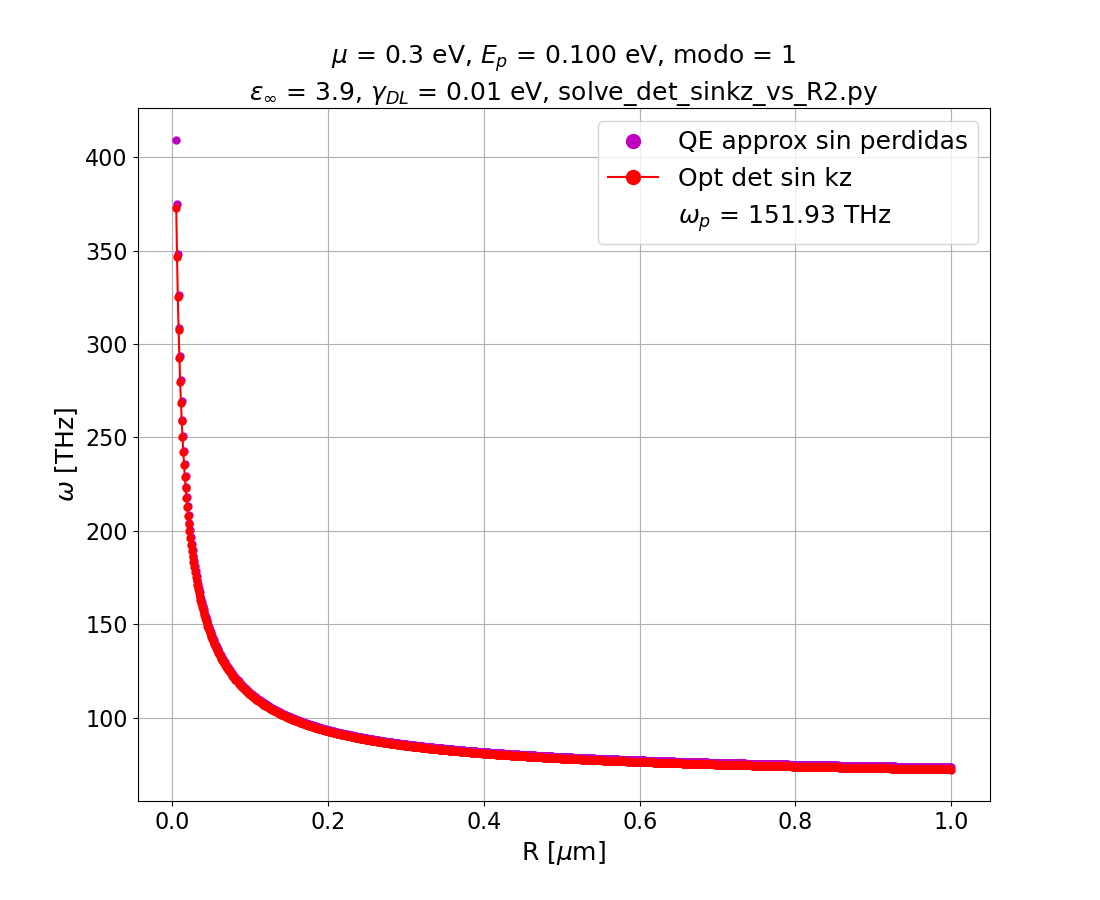 μ = 0.3 eV, E_p = 0.100 eV, modo = 1
ε_∞ = 3.9, γ_DL = 0.01 eV, solve_det_sinkz_vs_R2.py
QE approx sin perdidas
Opt det sin kz
ω_p = 151.93 THz
400
350
300
250
200
150
100
ω [THz]
0.0 0.2 0.4 0.6 0.8 1.0
R [μm]